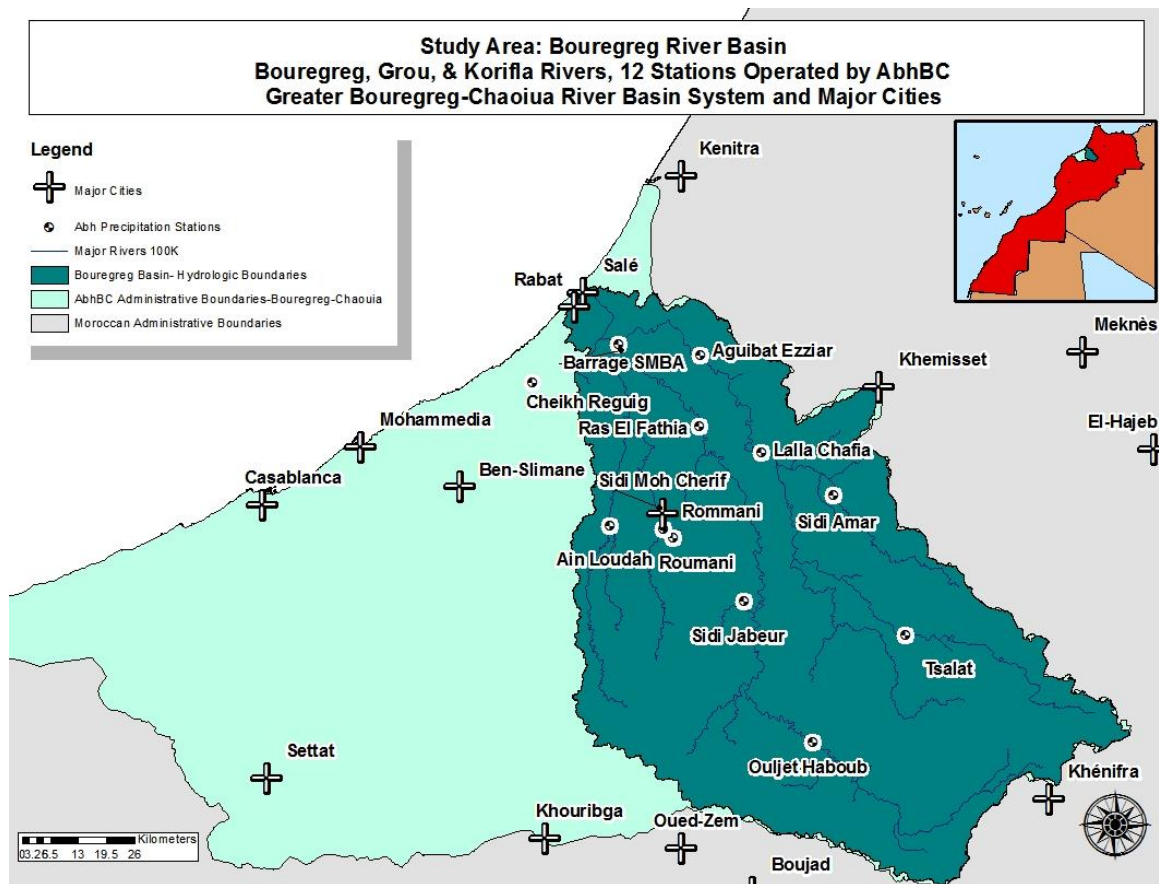 Study Area: Bouregreg River Basin
Bouregreg, Grou, & Korifla Rivers, 12 Stations Operated by AbhBC
Greater Bouregreg-Chaoiua River Basin System and Major Cities
Legend
Major Cities
Abh Precipitation Stations
Major Rivers 100K
Bouregreg Basin- Hydrologic Boundaries
AbhBC Administrative Boundaries-Bouregreg-Chaouia
Moroccan Administrative Boundaries
Kenitra
Salé
Rabat
Meknès
Aguibat Ezziar
Khemisset
Barrage SMBA
Cheikh Reguig
Mohammedia
El-Hajeb
Ras El Fathia
Lalla Chafia
Ben-Slimane
Casablanca
Sidi Moh Cherif
Sidi Amar
Rommani
Ain Loudah
Roumani
Sidi Jabeur
Tsalat
Settat
Ouljet Haboub
Khénifra
Khouribga
Oued-Zem
Boujad
Kilometers
03.26.5 13 19.5 26